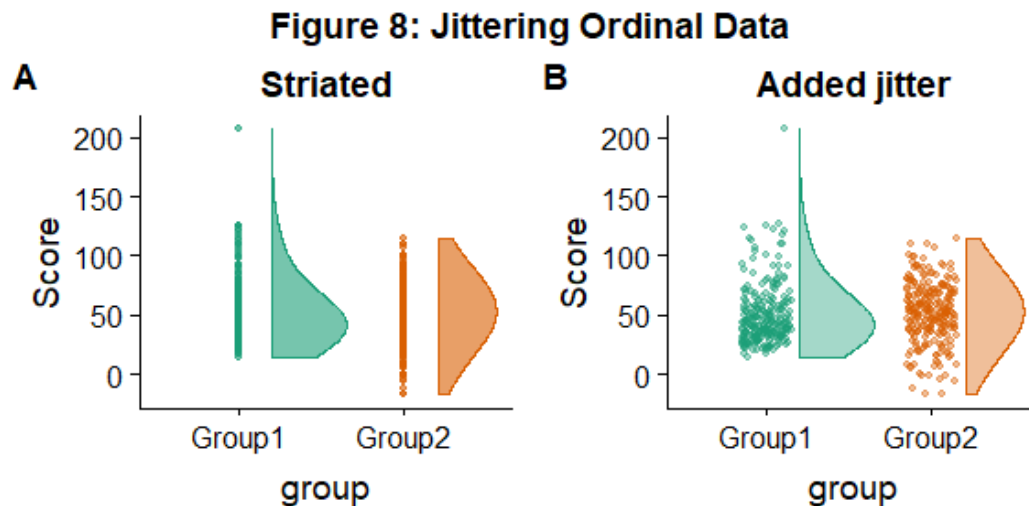 Figure 8: Jittering Ordinal Data
A
Striated
Score
200
150
100
50
0
Group1
Group2
group
B
Added jitter
Score
200
150
100
50
0
Group1
Group2
group